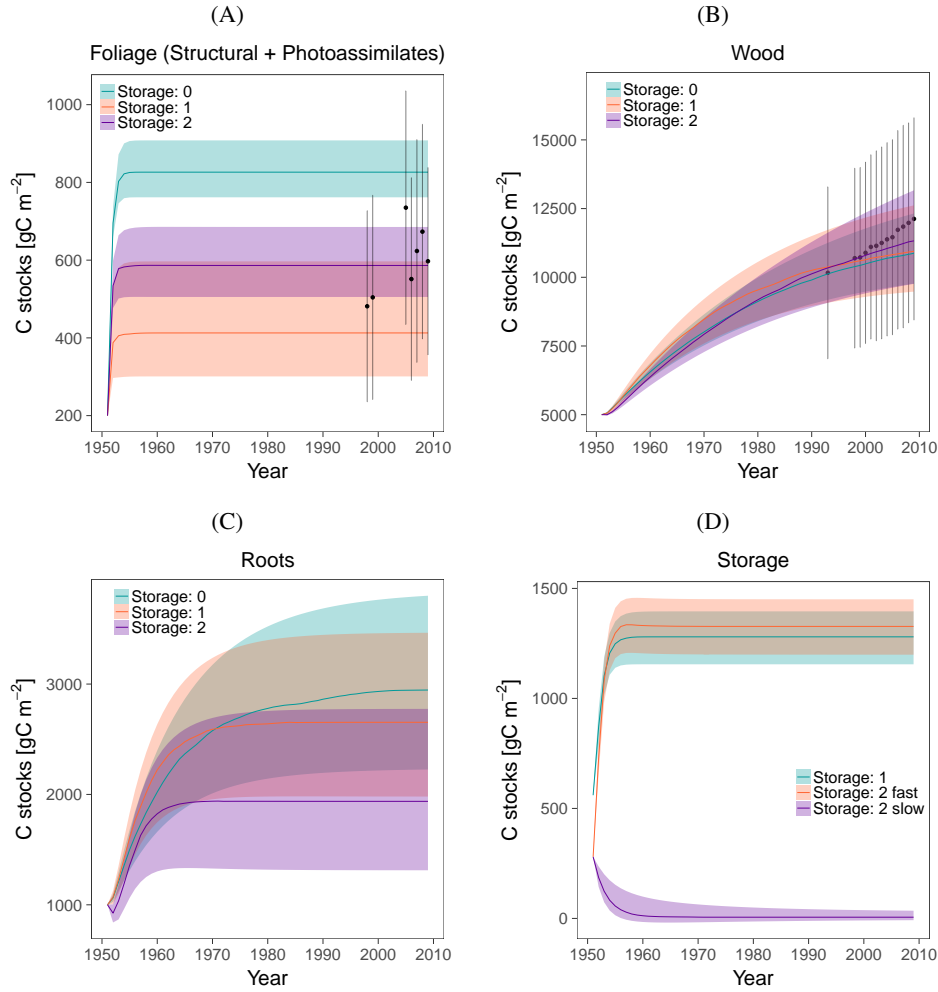 (A)
Foliage (Structural + Photoassimilates)
Storage: 0
Storage: 1
Storage: 2
C stocks [gC m⁻²]
1000
800
600
400
200
1950 1960 1970 1980 1990 2000 2010
Year
(B)
Wood
Storage: 0
Storage: 1
Storage: 2
C stocks [gC m⁻²]
15000
12500
10000
7500
5000
1950 1960 1970 1980 1990 2000 2010
Year
(C)
Roots
Storage: 0
Storage: 1
Storage: 2
C stocks [gC m⁻²]
3000
2000
1000
1950 1960 1970 1980 1990 2000 2010
Year
(D)
Storage
C stocks [gC m⁻²]
1500
1000
500
0
Storage: 1
Storage: 2 fast
Storage: 2 slow
1950 1960 1970 1980 1990 2000 2010
Year